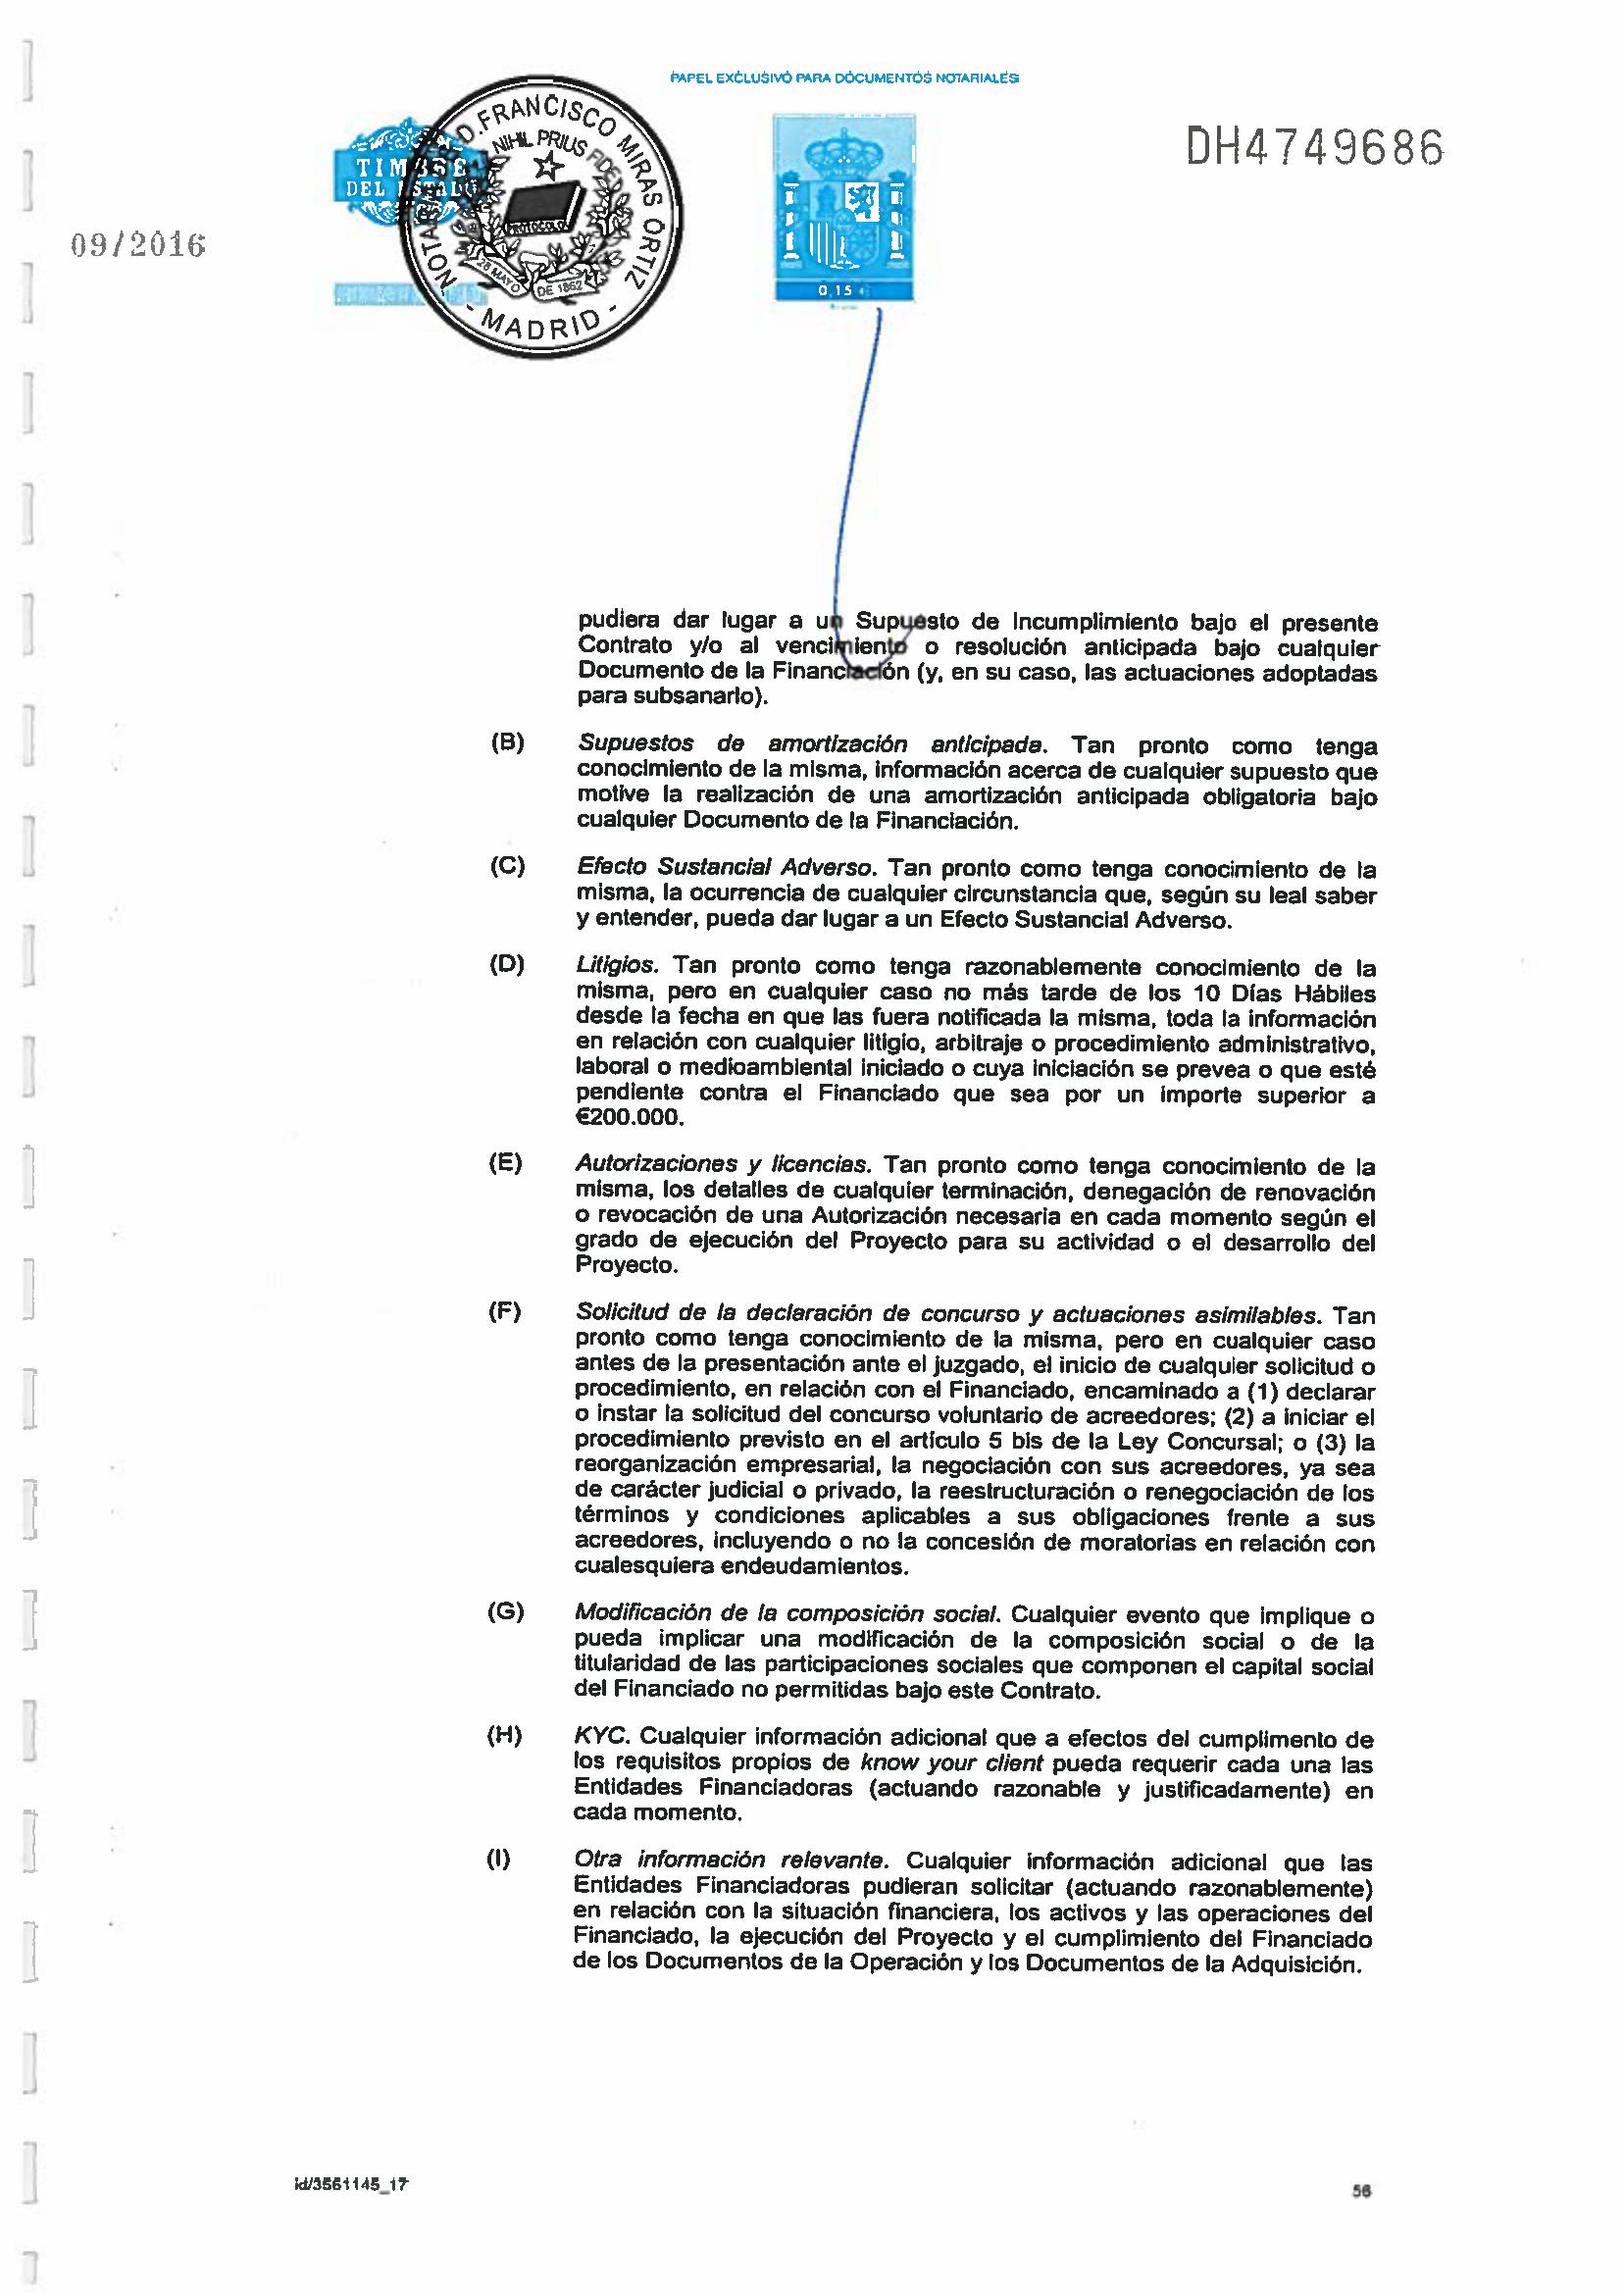 PAPEL EXCLUSIVO PARA DOCUMENTOS NOTARIALES
DH4749686
09/2016
TIMBRE
DEL ESTADO
NOTARIA D. FRANCISCO MIRAS ORTIZ
NIHIL PRIUS FIDE
PROTOCOLO
28 MAYO DE 1862
- MADRID -
0,15 €
pudiera dar lugar a un Supuesto de Incumplimiento bajo el presente
Contrato y/o al vencimiento o resolución anticipada bajo cualquier
Documento de la Financiación (y, en su caso, las actuaciones adoptadas
para subsanarlo).
(B) Supuestos de amortización anticipada. Tan pronto como tenga
conocimiento de la misma, información acerca de cualquier supuesto que
motive la realización de una amortización anticipada obligatoria bajo
cualquier Documento de la Financiación.
(C) Efecto Sustancial Adverso. Tan pronto como tenga conocimiento de la
misma, la ocurrencia de cualquier circunstancia que, según su leal saber
y entender, pueda dar lugar a un Efecto Sustancial Adverso.
(D) Litigios. Tan pronto como tenga razonablemente conocimiento de la
misma, pero en cualquier caso no más tarde de los 10 Días Hábiles
desde la fecha en que las fuera notificada la misma, toda la información
en relación con cualquier litigio, arbitraje o procedimiento administrativo,
laboral o medioambiental iniciado o cuya iniciación se prevea o que esté
pendiente contra el Financiado que sea por un importe superior a
€200.000.
(E) Autorizaciones y licencias. Tan pronto como tenga conocimiento de la
misma, los detalles de cualquier terminación, denegación de renovación
o revocación de una Autorización necesaria en cada momento según el
grado de ejecución del Proyecto para su actividad o el desarrollo del
Proyecto.
(F) Solicitud de la declaración de concurso y actuaciones asimilables. Tan
pronto como tenga conocimiento de la misma, pero en cualquier caso
antes de la presentación ante el juzgado, el inicio de cualquier solicitud o
procedimiento, en relación con el Financiado, encaminado a (1) declarar
o instar la solicitud del concurso voluntario de acreedores; (2) a iniciar el
procedimiento previsto en el artículo 5 bis de la Ley Concursal; o (3) la
reorganización empresarial, la negociación con sus acreedores, ya sea
de carácter judicial o privado, la reestructuración o renegociación de los
términos y condiciones aplicables a sus obligaciones frente a sus
acreedores, incluyendo o no la concesión de moratorias en relación con
cualesquiera endeudamientos.
(G) Modificación de la composición social. Cualquier evento que implique o
pueda implicar una modificación de la composición social o de la
titularidad de las participaciones sociales que componen el capital social
del Financiado no permitidas bajo este Contrato.
(H) KYC. Cualquier información adicional que a efectos del cumplimento de
los requisitos propios de know your client pueda requerir cada una las
Entidades Financiadoras (actuando razonable y justificadamente) en
cada momento.
(I) Otra información relevante. Cualquier información adicional que las
Entidades Financiadoras pudieran solicitar (actuando razonablemente)
en relación con la situación financiera, los activos y las operaciones del
Financiado, la ejecución del Proyecto y el cumplimiento del Financiado
de los Documentos de la Operación y los Documentos de la Adquisición.
id/3561145_17
56